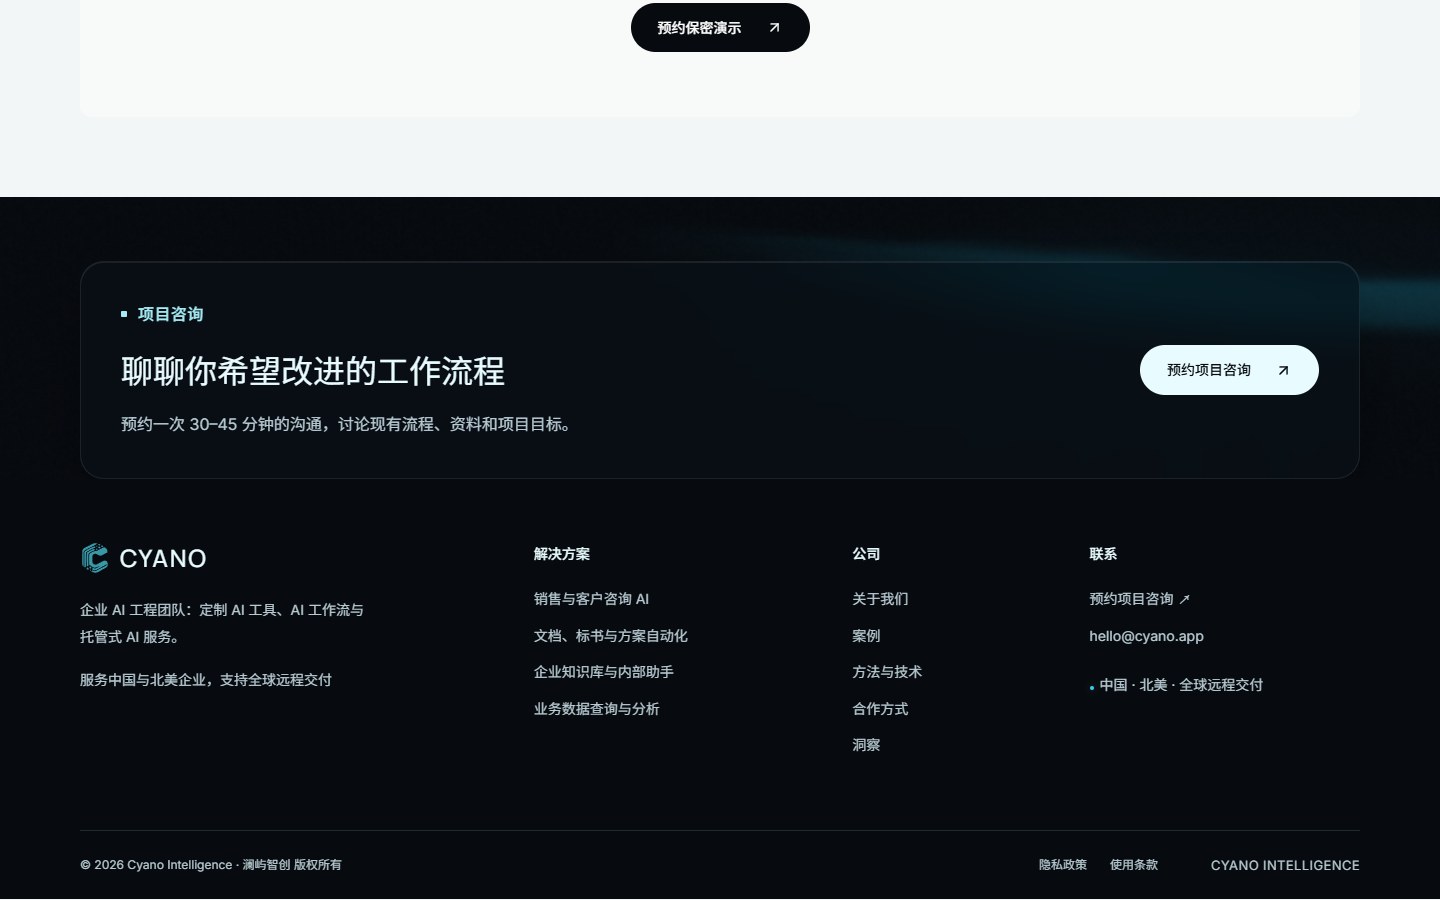 预约保密演示
项目咨询
聊聊你希望改进的工作流程
预约一次 30–45 分钟的沟通，讨论现有流程、资料和项目目标。
预约项目咨询
CYANO
企业 AI 工程团队：定制 AI 工具、AI 工作流与
托管式 AI 服务。
服务中国与北美企业，支持全球远程交付
解决方案
销售与客户咨询 AI
文档、标书与方案自动化
企业知识库与内部助手
业务数据查询与分析
公司
关于我们
案例
方法与技术
合作方式
洞察
联系
预约项目咨询 ↗
hello@cyano.app
中国 · 北美 · 全球远程交付
© 2026 Cyano Intelligence · 澜屿智创 版权所有
隐私政策
使用条款
CYANO INTELLIGENCE